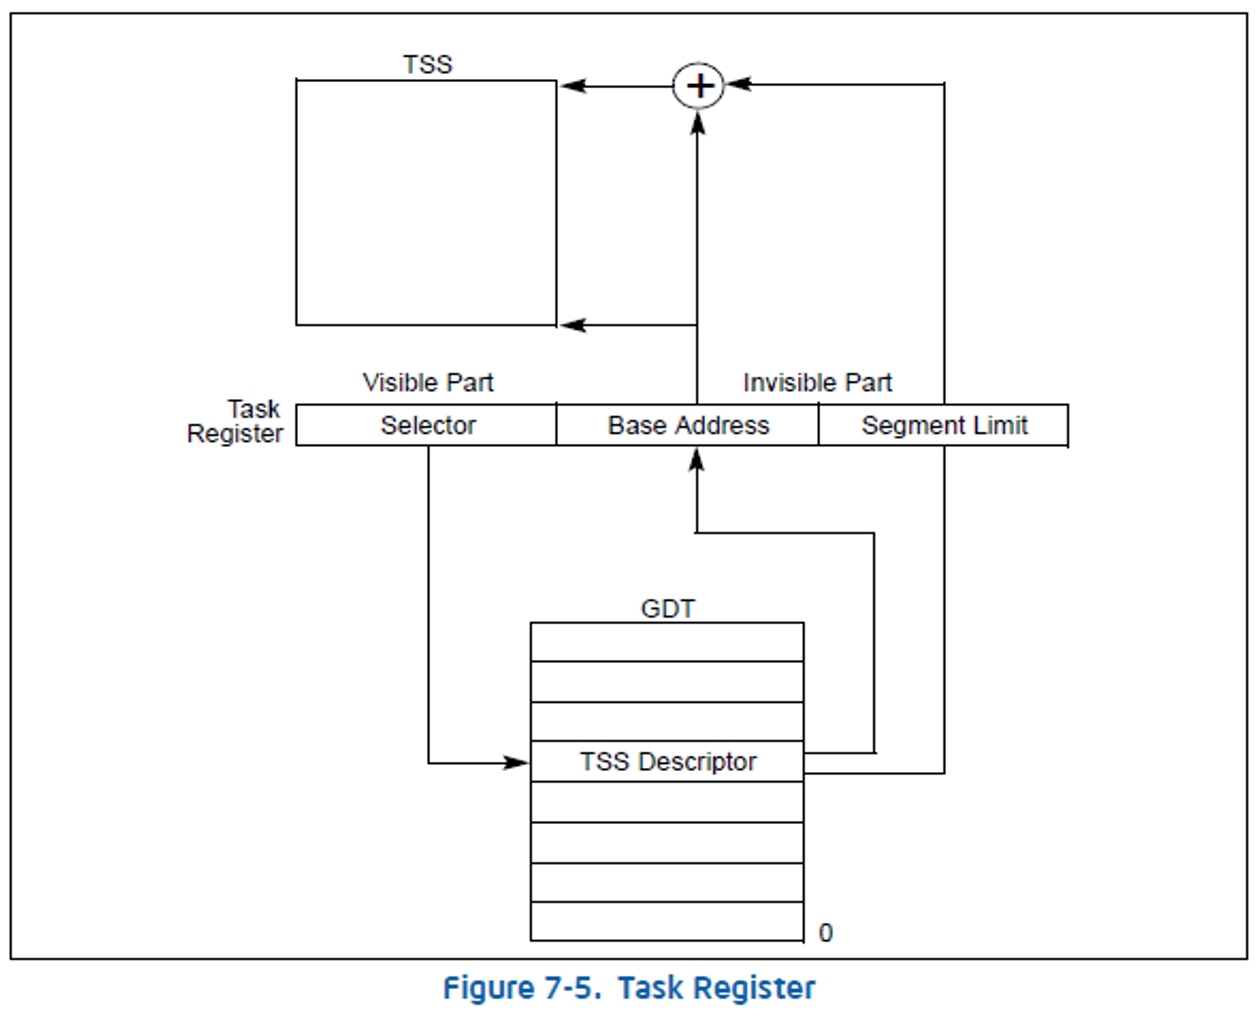 TSS
+
Visible Part
Invisible Part
Task
Register
Selector
Base Address
Segment Limit
GDT
TSS Descriptor
0
Figure 7-5. Task Register